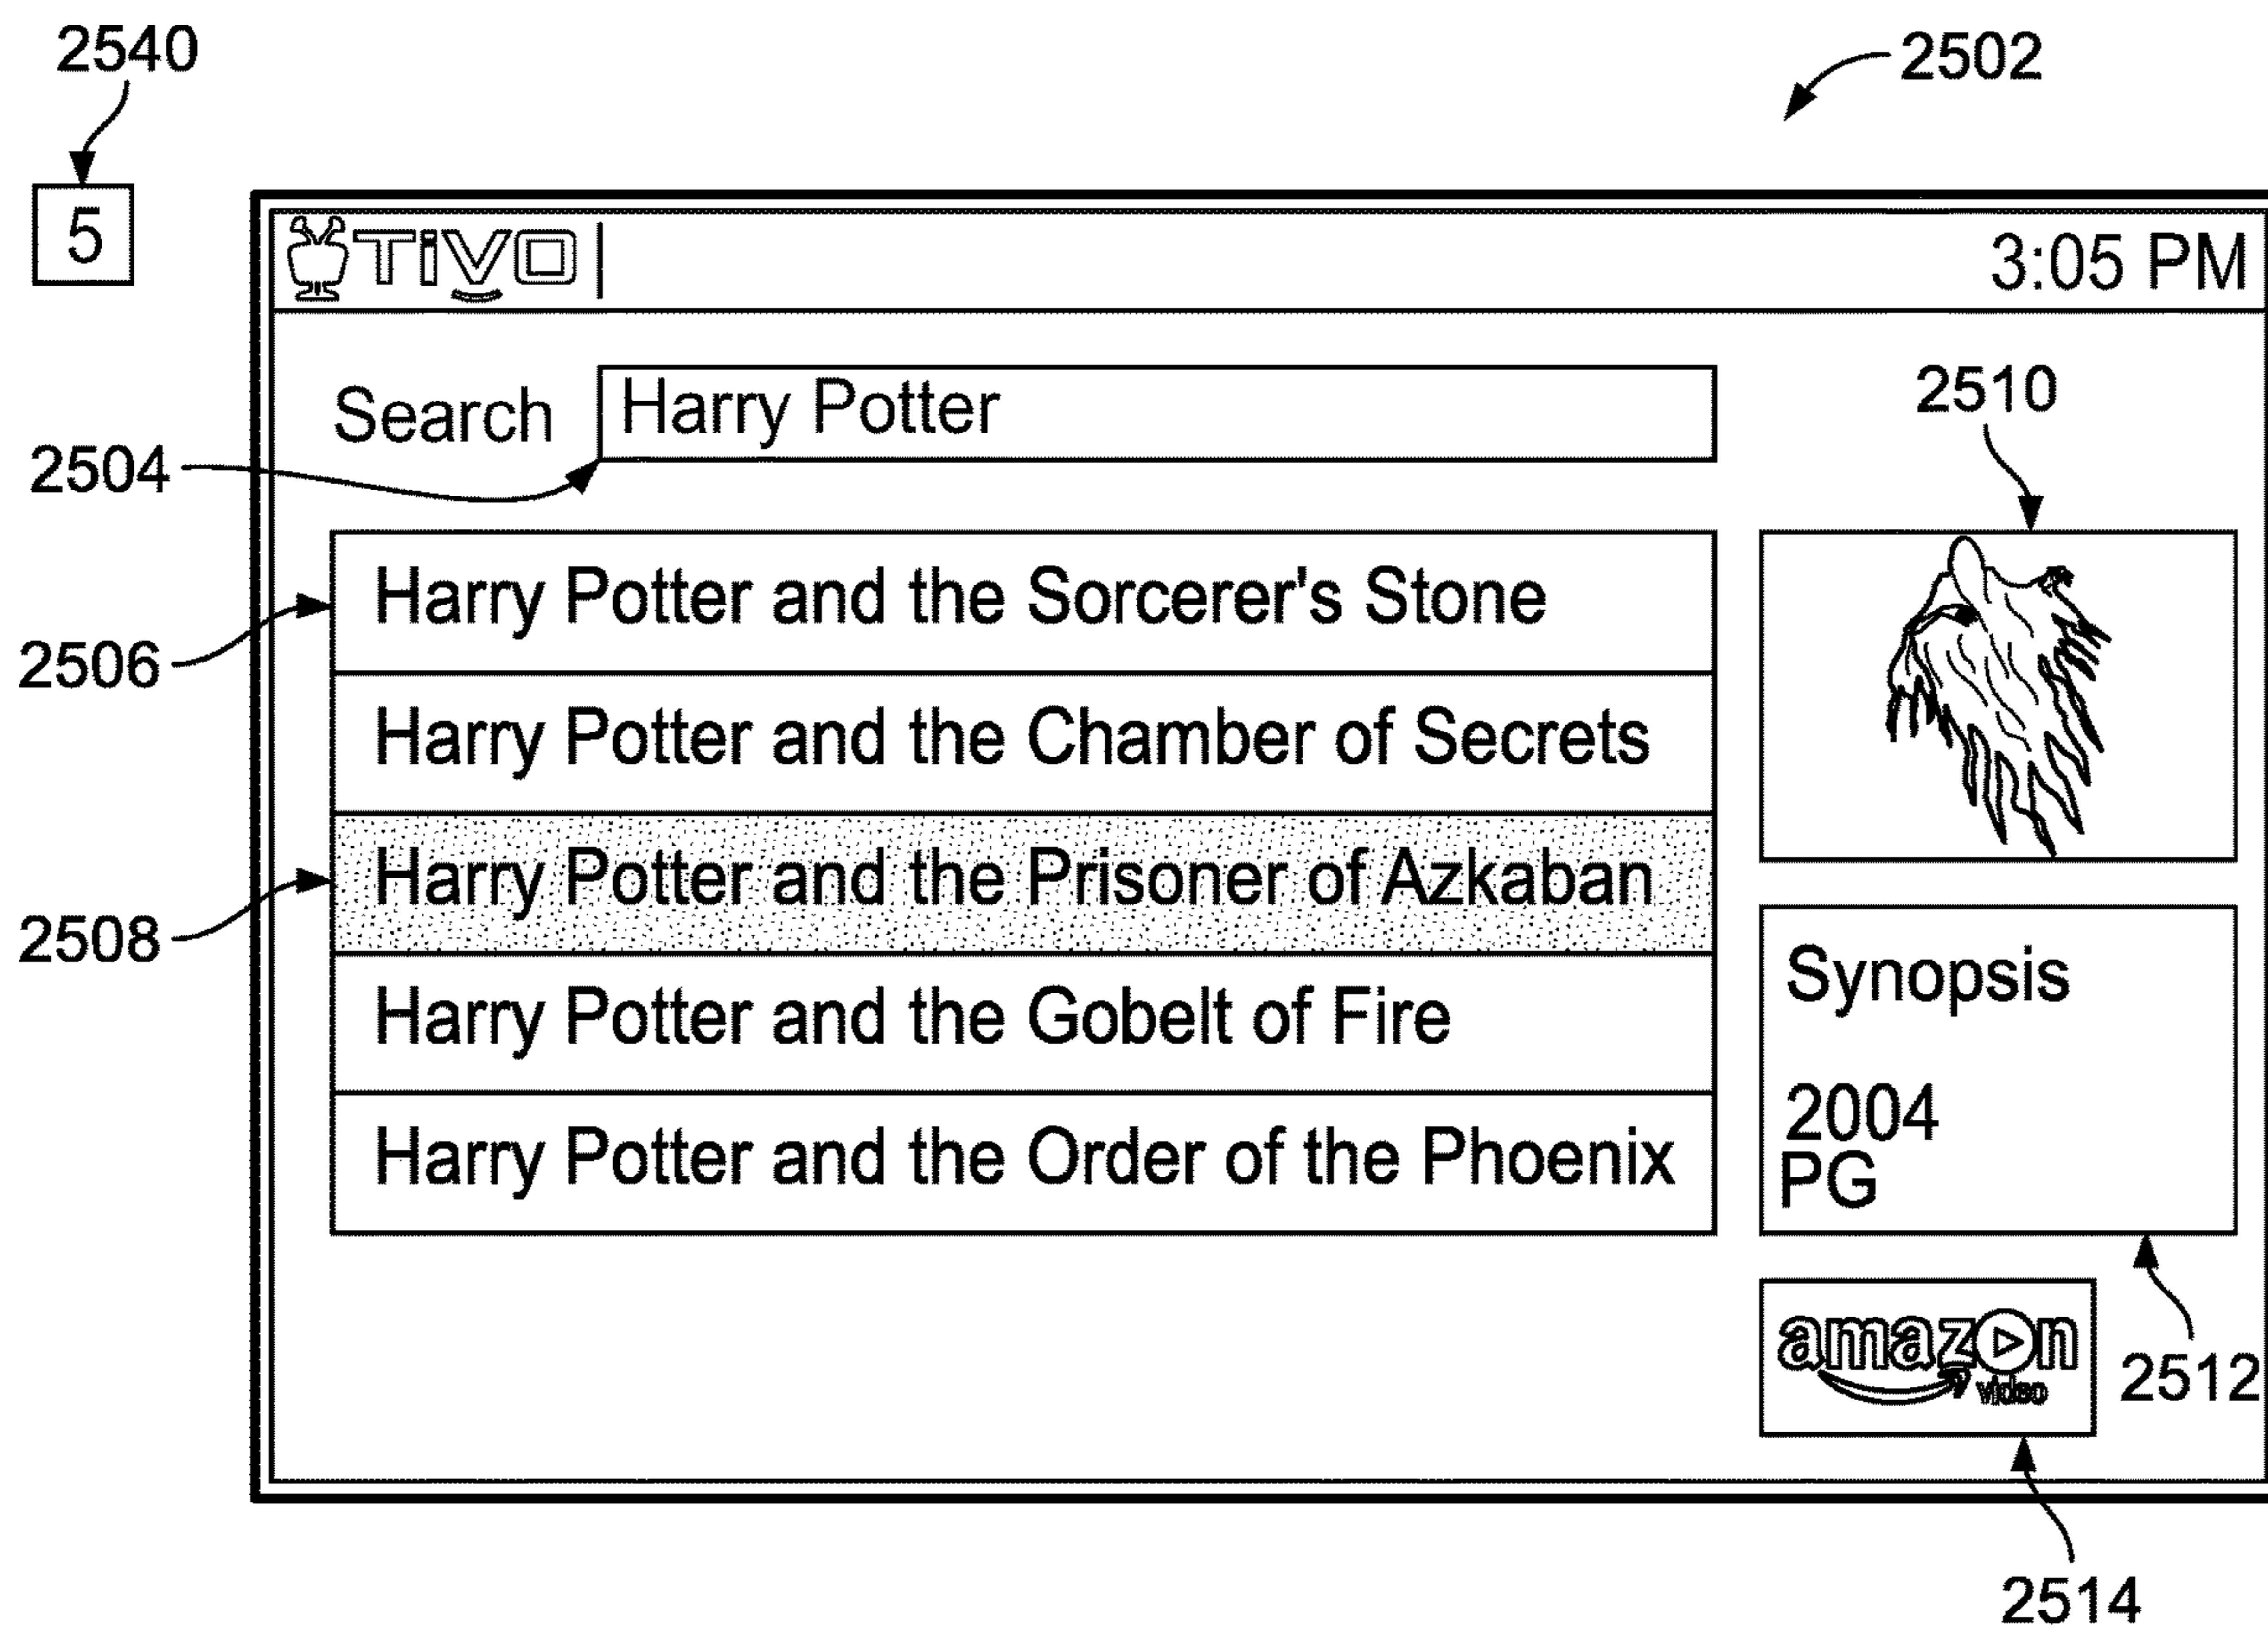 2540
2502
5
TiVo
3:05 PM
Search
Harry Potter
2510
2504
Harry Potter and the Sorcerer's Stone
2506
Harry Potter and the Chamber of Secrets
Harry Potter and the Prisoner of Azkaban
2508
Harry Potter and the Gobelt of Fire
Harry Potter and the Order of the Phoenix
Synopsis
2004
PG
amazon
video
2512
2514